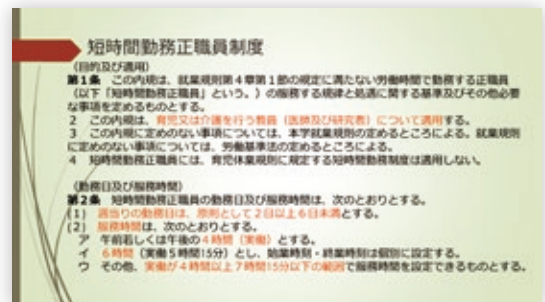 短時間勤務正職員制度
(目的及び適用)
第1条 この内規は、就業規則第4章第1節の規定に満たない労働時間で勤務する正職員
(以下「短時間勤務正職員」という。)の服務する規律と処遇に関する基準及びその他必要
な事項を定めるものとする。
2 この内規は、育児又は介護を行う教員(医師及び研究者)について適用する。
3 この内規に定めのない事項については、本学就業規則の定めるところによる。就業規則
に定めのない事項については、労働基準法の定めるところによる。
4 短時間勤務正職員には、育児休業規則に規定する短時間勤務制度は適用しない。
(勤務日及び服務時間)
第2条 短時間勤務正職員の勤務日及び服務時間は、次のとおりとする。
(1) 週当りの勤務日は、原則として2日以上6日未満とする。
(2) 服務時間は、次のとおりとする。
ア 午前若しくは午後の4時間(実働)とする。
イ 6時間(実働5時間15分)とし、始業時刻・終業時刻は個別に設定する。
ウ その他、実働が4時間以上7時間15分以下の範囲で服務時間を設定できるものとする。